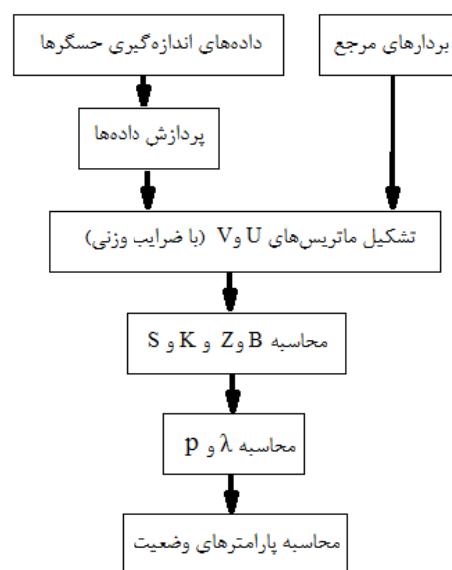 بردارهای مرجع
داده‌های اندازه‌گیری حسگرها
پردازش داده‌ها
تشکیل ماتریس‌های U و V (با ضرایب وزنی)
محاسبه B و Z و K و S
محاسبه λ و p
محاسبه پارامترهای وضعیت